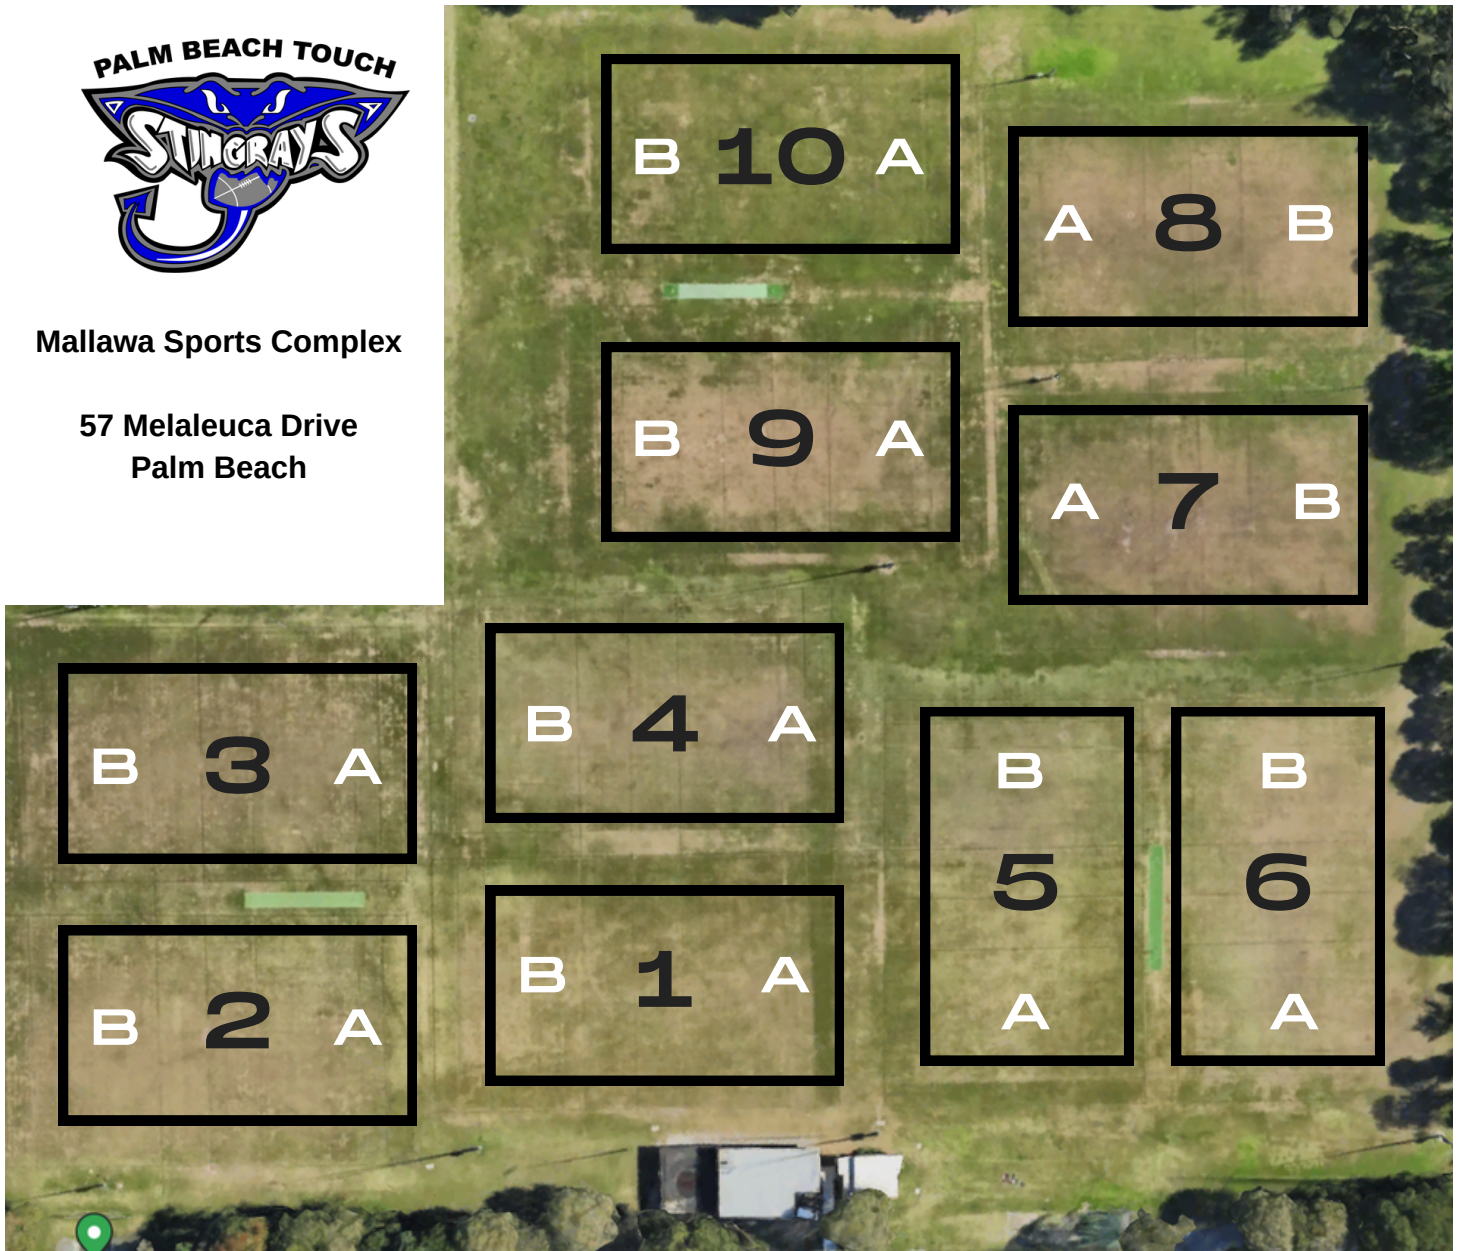 PALM BEACH TOUCH
STINGRAYS
Mallawa Sports Complex
57 Melaleuca Drive
Palm Beach
B 10 A
A 8 B
B 9 A
A 7 B
B 4 A
B 3 A
B
5
A
B
6
A
B 1 A
B 2 A